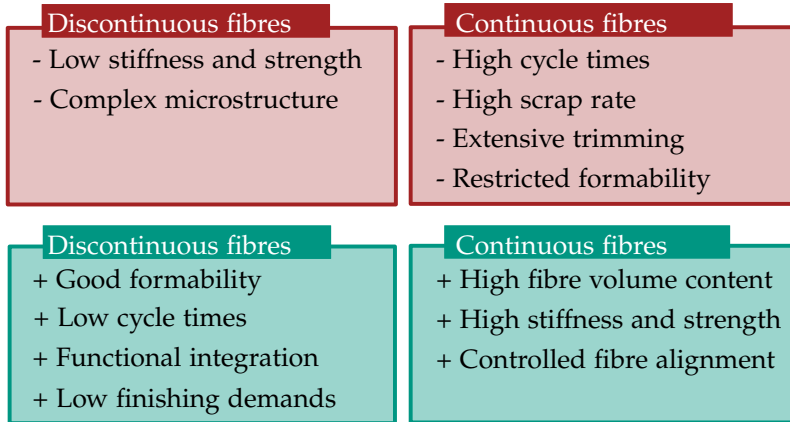 Discontinuous fibres
- Low stiffness and strength
- Complex microstructure
Continuous fibres
- High cycle times
- High scrap rate
- Extensive trimming
- Restricted formability
Discontinuous fibres
+ Good formability
+ Low cycle times
+ Functional integration
+ Low finishing demands
Continuous fibres
+ High fibre volume content
+ High stiffness and strength
+ Controlled fibre alignment